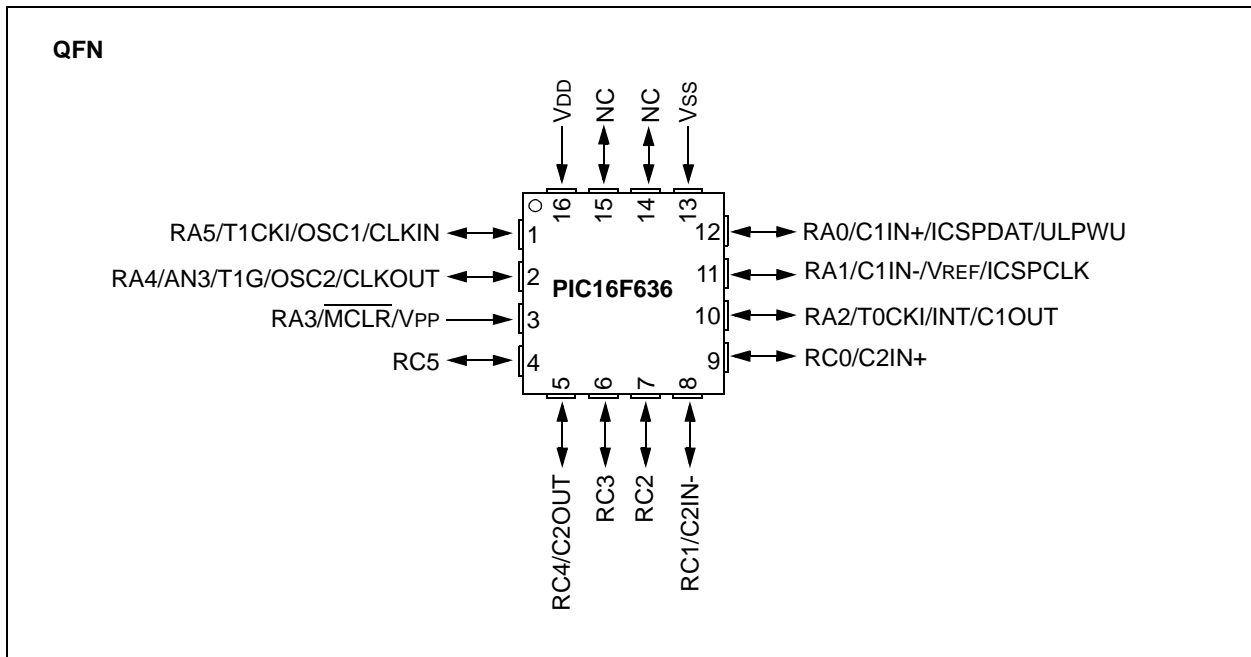 QFN
VDD
NC
NC
VSS
16
15
14
13
RA5/T1CKI/OSC1/CLKIN
1
12
RA0/C1IN+/ICSPDAT/ULPWU
RA4/AN3/T1G/OSC2/CLKOUT
2
11
RA1/C1IN-/VREF/ICSPCLK
PIC16F636
RA3/MCLR/VPP
3
10
RA2/T0CKI/INT/C1OUT
RC5
4
9
RC0/C2IN+
5
6
7
8
RC4/C2OUT
RC3
RC2
RC1/C2IN-